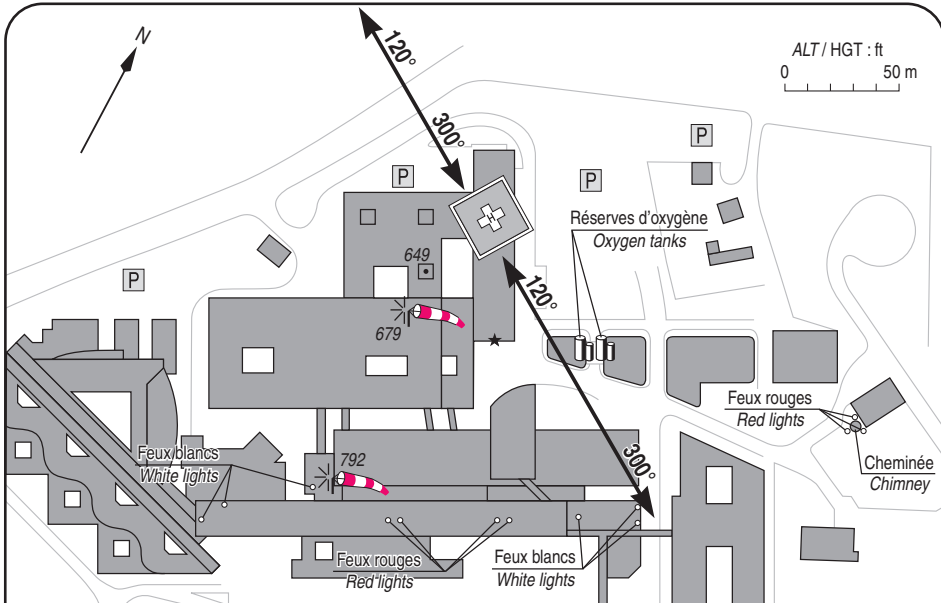 N
ALT / HGT : ft
0 50 m
120°
300°
P
P
P
P
H
Réserves d'oxygène
Oxygen tanks
649
679
120°
300°
Feux rouges
Red lights
Cheminée
Chimney
Feux blancs
White lights
792
Feux rouges
Red lights
Feux blancs
White lights